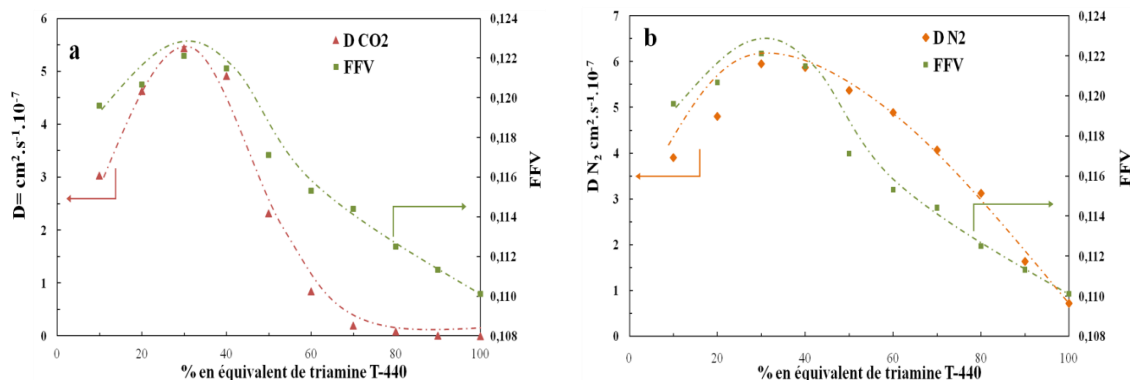 a
D CO2
FFV
D= cm².s⁻¹.10⁻⁷
6
5
4
3
2
1
0
0,124
0,122
0,120
0,118
0,116
0,114
0,112
0,110
0,108
FFV
0 20 40 60 80 100
% en équivalent de triamine T-440
b
D N2
FFV
D N₂ cm².s⁻¹.10⁻⁷
7
6
5
4
3
2
1
0
0,124
0,122
0,120
0,118
0,116
0,114
0,112
0,110
0,108
FFV
0 20 40 60 80 100
% en équivalent de triamine T-440